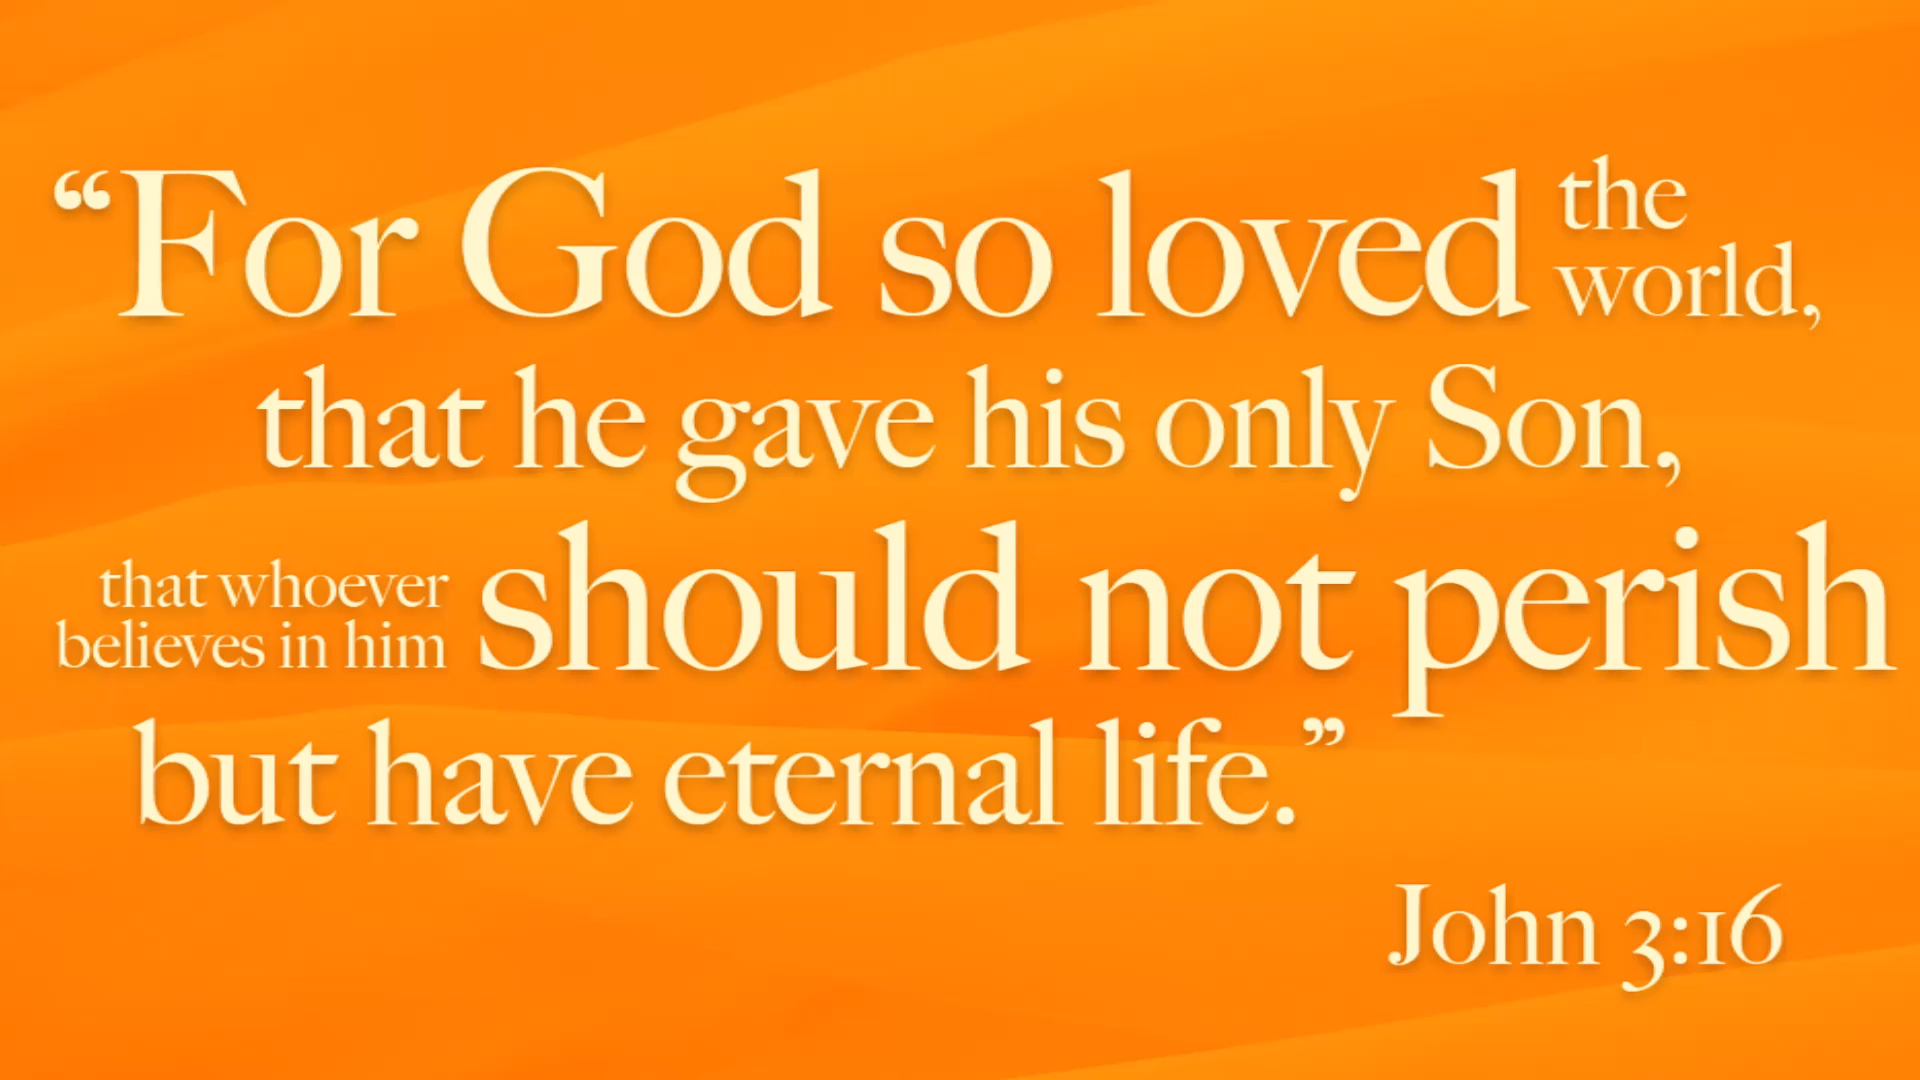 “For God so loved the world,
that he gave his only Son,
that whoever believes in him should not perish
but have eternal life.”
John 3:16